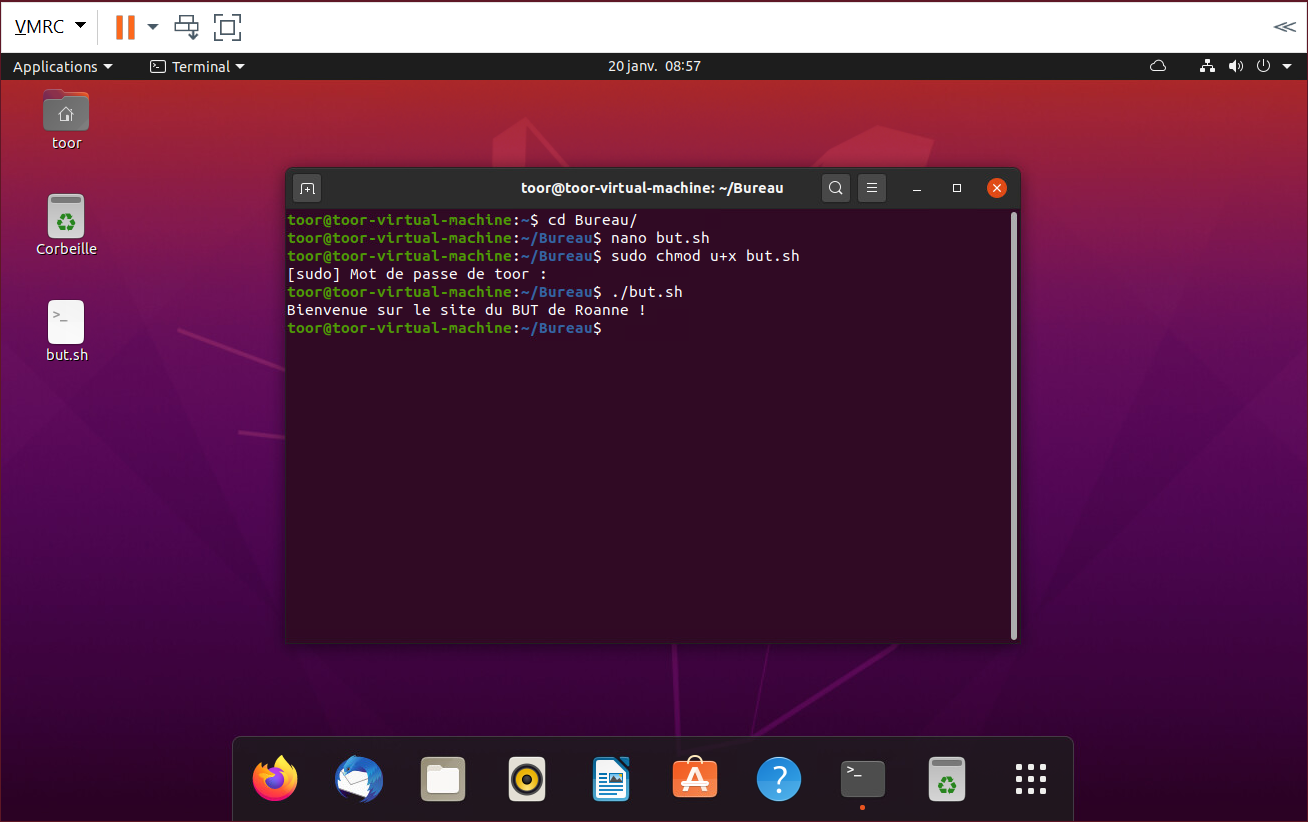 VMRC
Applications Terminal 20 janv. 08:57
toor
Corbeille
but.sh
toor@toor-virtual-machine: ~/Bureau
toor@toor-virtual-machine:~$ cd Bureau/
toor@toor-virtual-machine:~/Bureau$ nano but.sh
toor@toor-virtual-machine:~/Bureau$ sudo chmod u+x but.sh
[sudo] Mot de passe de toor :
toor@toor-virtual-machine:~/Bureau$ ./but.sh
Bienvenue sur le site du BUT de Roanne !
toor@toor-virtual-machine:~/Bureau$